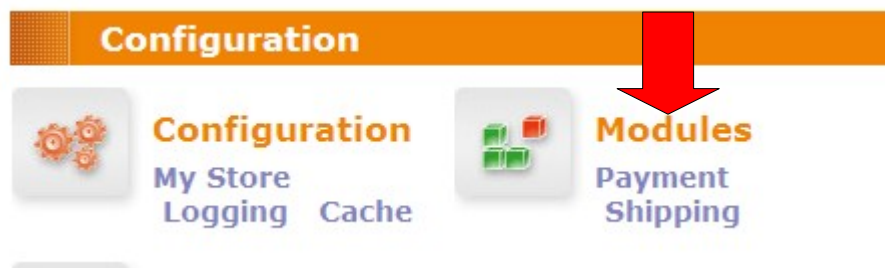 Configuration
Configuration
My Store
Logging Cache
Modules
Payment
Shipping